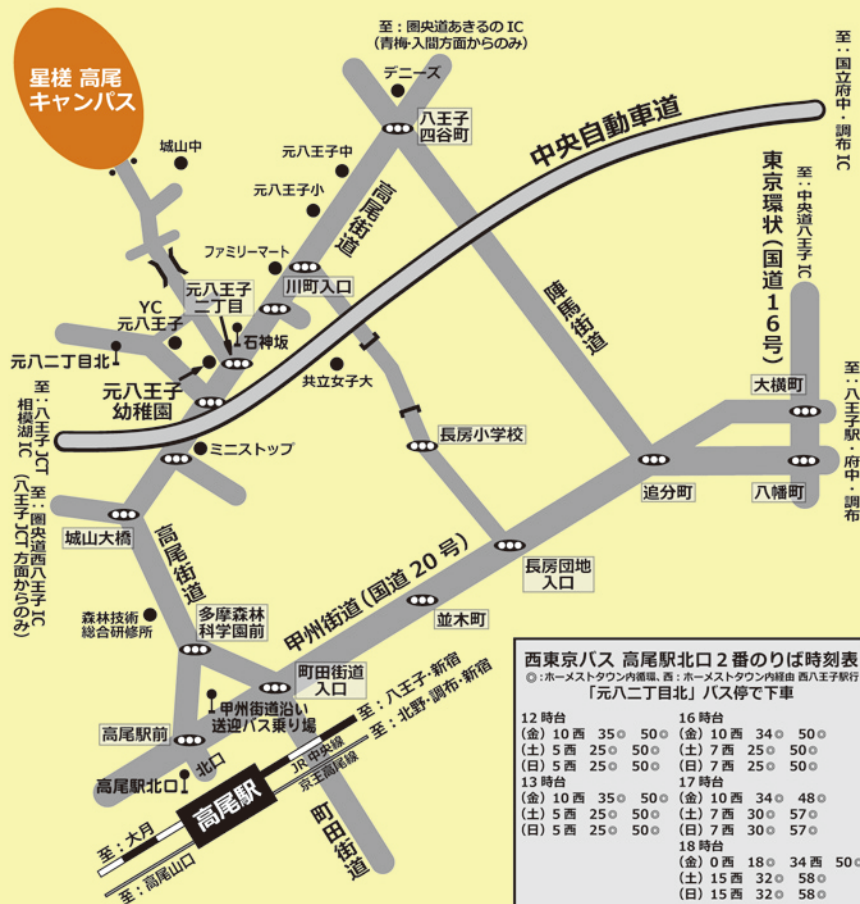 星槎 高尾
キャンパス
至：圏央道あきるのIC
（青梅・入間方面からのみ）
デニーズ
八王子
四谷町
中央自動車道
至：国立府中・調布IC
東京環状（国道16号）
至：中央道八王子IC
城山中
元八王子中
元八王子小
高尾街道
ファミリーマート
川町入口
元八王子
二丁目
YC
元八王子
石神坂
元八二丁目北
元八王子
幼稚園
共立女子大
陣馬街道
大横町
至：八王子駅・府中・調布
至：八王子JCT
相模湖IC
至：圏央道西八王子IC
（八王子JCT方面からのみ）
ミニストップ
長房小学校
追分町
八幡町
城山大橋
高尾街道
甲州街道（国道20号）
長房団地
入口
並木町
森林技術
総合研修所
多摩森林
科学園前
町田街道
入口
甲州街道沿い
送迎バス乗り場
高尾駅前
北口
高尾駅北口
高尾駅
至：八王子・新宿
JR中央線
至：北野・調布・新宿
京王高尾線
至：大月
至：高尾山口
町田街道
西東京バス 高尾駅北口２番のりば時刻表
◎：ホーメストタウン内循環、西：ホーメストタウン内経由 西八王子駅行
「元八二丁目北」バス停で下車
12時台
（金）10西 35◎ 50◎
（土）5西 25◎ 50◎
（日）5西 25◎ 50◎
13時台
（金）10西 35◎ 50◎
（土）5西 25◎ 50◎
（日）5西 25◎ 50◎
16時台
（金）10西 34◎ 50◎
（土）7西 25◎ 50◎
（日）7西 25◎ 50◎
17時台
（金）10西 34◎ 48◎
（土）7西 30◎ 57◎
（日）7西 30◎ 57◎
18時台
（金）0西 18◎ 34西 50◎
（土）15西 32◎ 58◎
（日）15西 32◎ 58◎